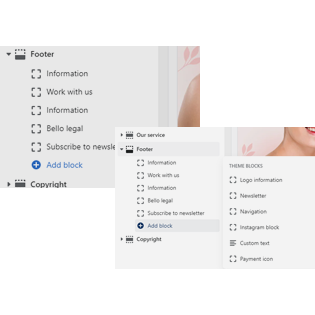 Footer
Information
Work with us
Information
Bello legal
Subscribe to newsle
Add block
Copyright
Our service
Footer
Information
Work with us
Information
Bello legal
Subscribe to newsletter
Add block
Copyright
THEME BLOCKS
Logo information
Newsletter
Navigation
Instagram block
Custom text
Payment icon